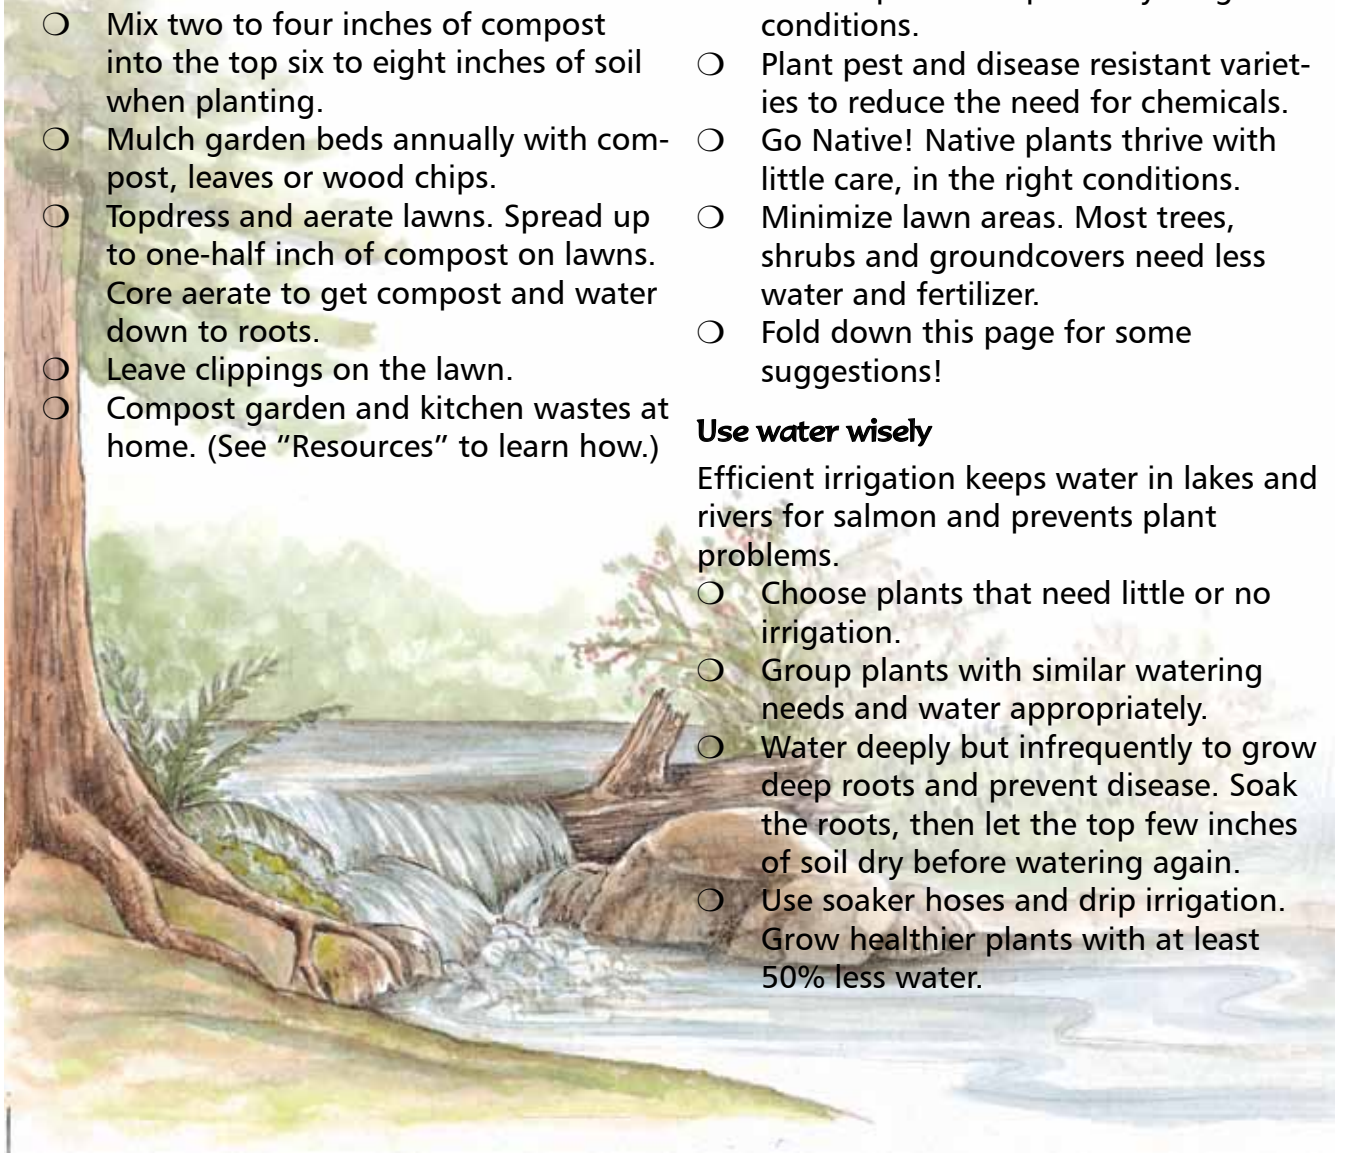 ❍ Mix two to four inches of compost
into the top six to eight inches of soil
when planting.
❍ Mulch garden beds annually with com-
post, leaves or wood chips.
❍ Topdress and aerate lawns. Spread up
to one-half inch of compost on lawns.
Core aerate to get compost and water
down to roots.
❍ Leave clippings on the lawn.
❍ Compost garden and kitchen wastes at
home. (See “Resources” to learn how.)
conditions.
❍ Plant pest and disease resistant variet-
ies to reduce the need for chemicals.
❍ Go Native! Native plants thrive with
little care, in the right conditions.
❍ Minimize lawn areas. Most trees,
shrubs and groundcovers need less
water and fertilizer.
❍ Fold down this page for some
suggestions!
Use water wisely
Efficient irrigation keeps water in lakes and
rivers for salmon and prevents plant
problems.
❍ Choose plants that need little or no
irrigation.
❍ Group plants with similar watering
needs and water appropriately.
❍ Water deeply but infrequently to grow
deep roots and prevent disease. Soak
the roots, then let the top few inches
of soil dry before watering again.
❍ Use soaker hoses and drip irrigation.
Grow healthier plants with at least
50% less water.